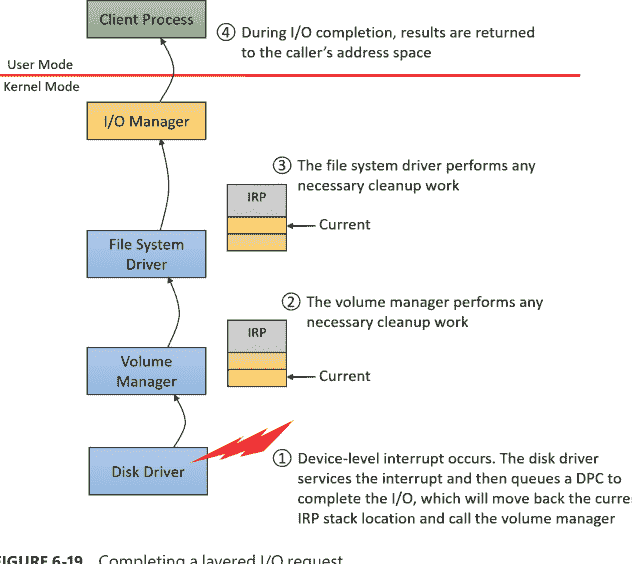 Client Process
④ During I/O completion, results are returned
to the caller's address space
User Mode
Kernel Mode
I/O Manager
③ The file system driver performs any
necessary cleanup work
IRP
Current
File System
Driver
② The volume manager performs any
necessary cleanup work
IRP
Volume
Manager
Current
① Device-level interrupt occurs. The disk driver
Disk Driver
services the interrupt and then queues a DPC to
complete the I/O, which will move back the curre
IRP stack location and call the volume manager
FIGURE 6-19 Completing a layered I/O request